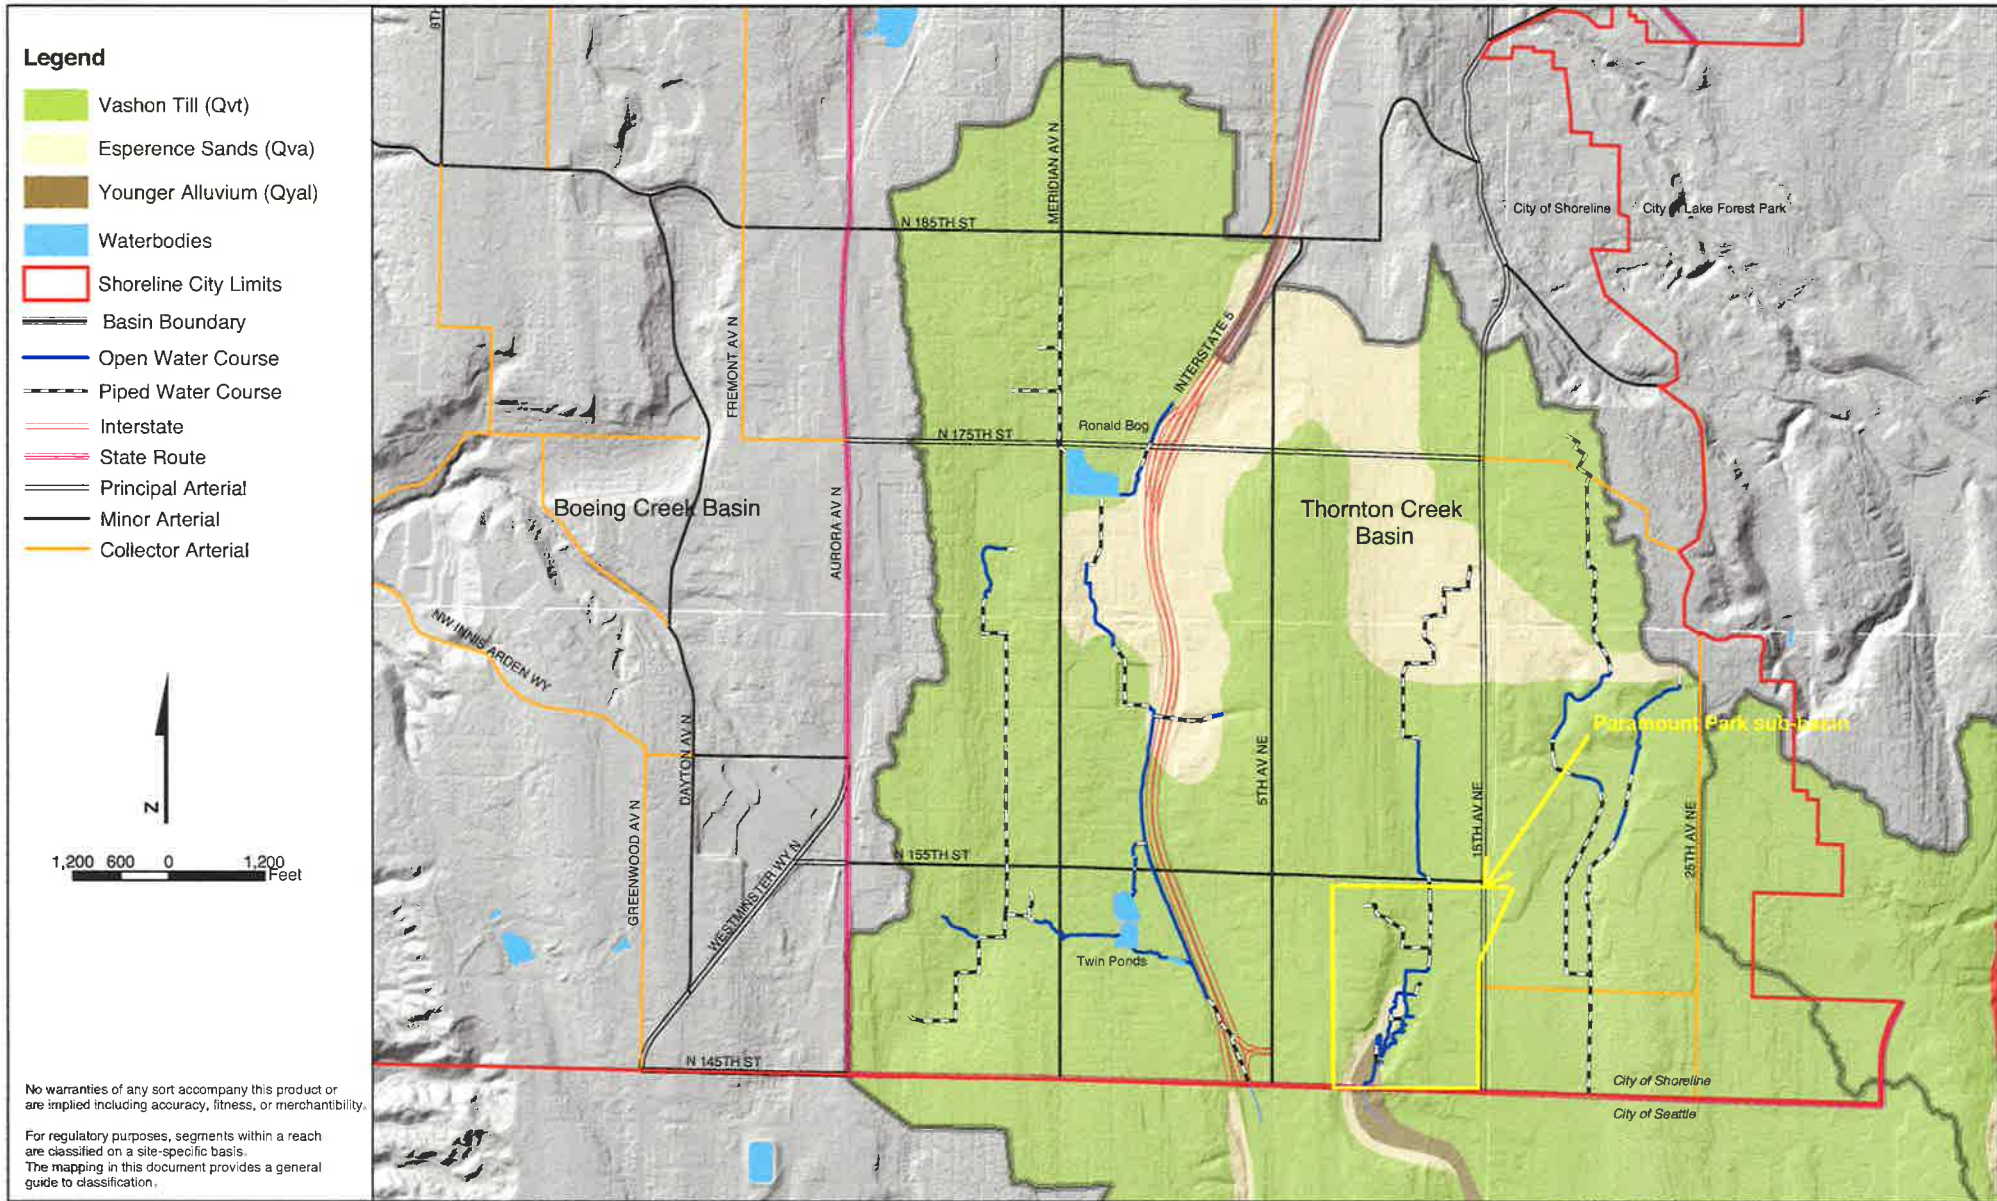 Legend
Vashon Till (Qvt)
Esperence Sands (Qva)
Younger Alluvium (Qyal)
Waterbodies
Shoreline City Limits
Basin Boundary
Open Water Course
Piped Water Course
Interstate
State Route
Principal Arterial
Minor Arterial
Collector Arterial
N
1,200 600 0 1,200
Feet
No warranties of any sort accompany this product or
are implied including accuracy, fitness, or merchantibility.
For regulatory purposes, segments within a reach
are classified on a site-specific basis.
The mapping in this document provides a general
guide to classification.
8TH
MERIDIAN AV N
N 185TH ST
City of Shoreline
City of Lake Forest Park
FREMONT AV N
INTERSTATE 5
Ronald Bog
N 175TH ST
Boeing Creek Basin
AURORA AV N
Thornton Creek
Basin
NW INNIS ARDEN WY
DAYTON AV N
Paramount Park sub-basin
5TH AV NE
15TH AV NE
25TH AV NE
GREENWOOD AV N
WESTMINSTER WY N
N 155TH ST
Twin Ponds
N 145TH ST
City of Shoreline
City of Seattle